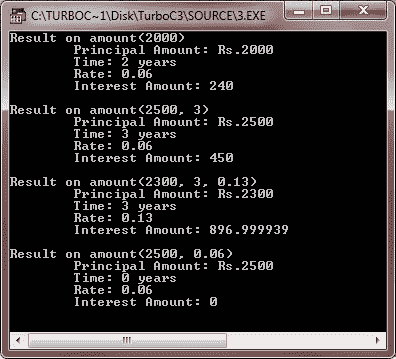 C:\TURBOC~1\Disk\TurboC3\SOURCE\3.EXE
Result on amount(2000)
Principal Amount: Rs.2000
Time: 2 years
Rate: 0.06
Interest Amount: 240
Result on amount(2500, 3)
Principal Amount: Rs.2500
Time: 3 years
Rate: 0.06
Interest Amount: 450
Result on amount(2300, 3, 0.13)
Principal Amount: Rs.2300
Time: 3 years
Rate: 0.13
Interest Amount: 896.999939
Result on amount(2500, 0.06)
Principal Amount: Rs.2500
Time: 0 years
Rate: 0.06
Interest Amount: 0